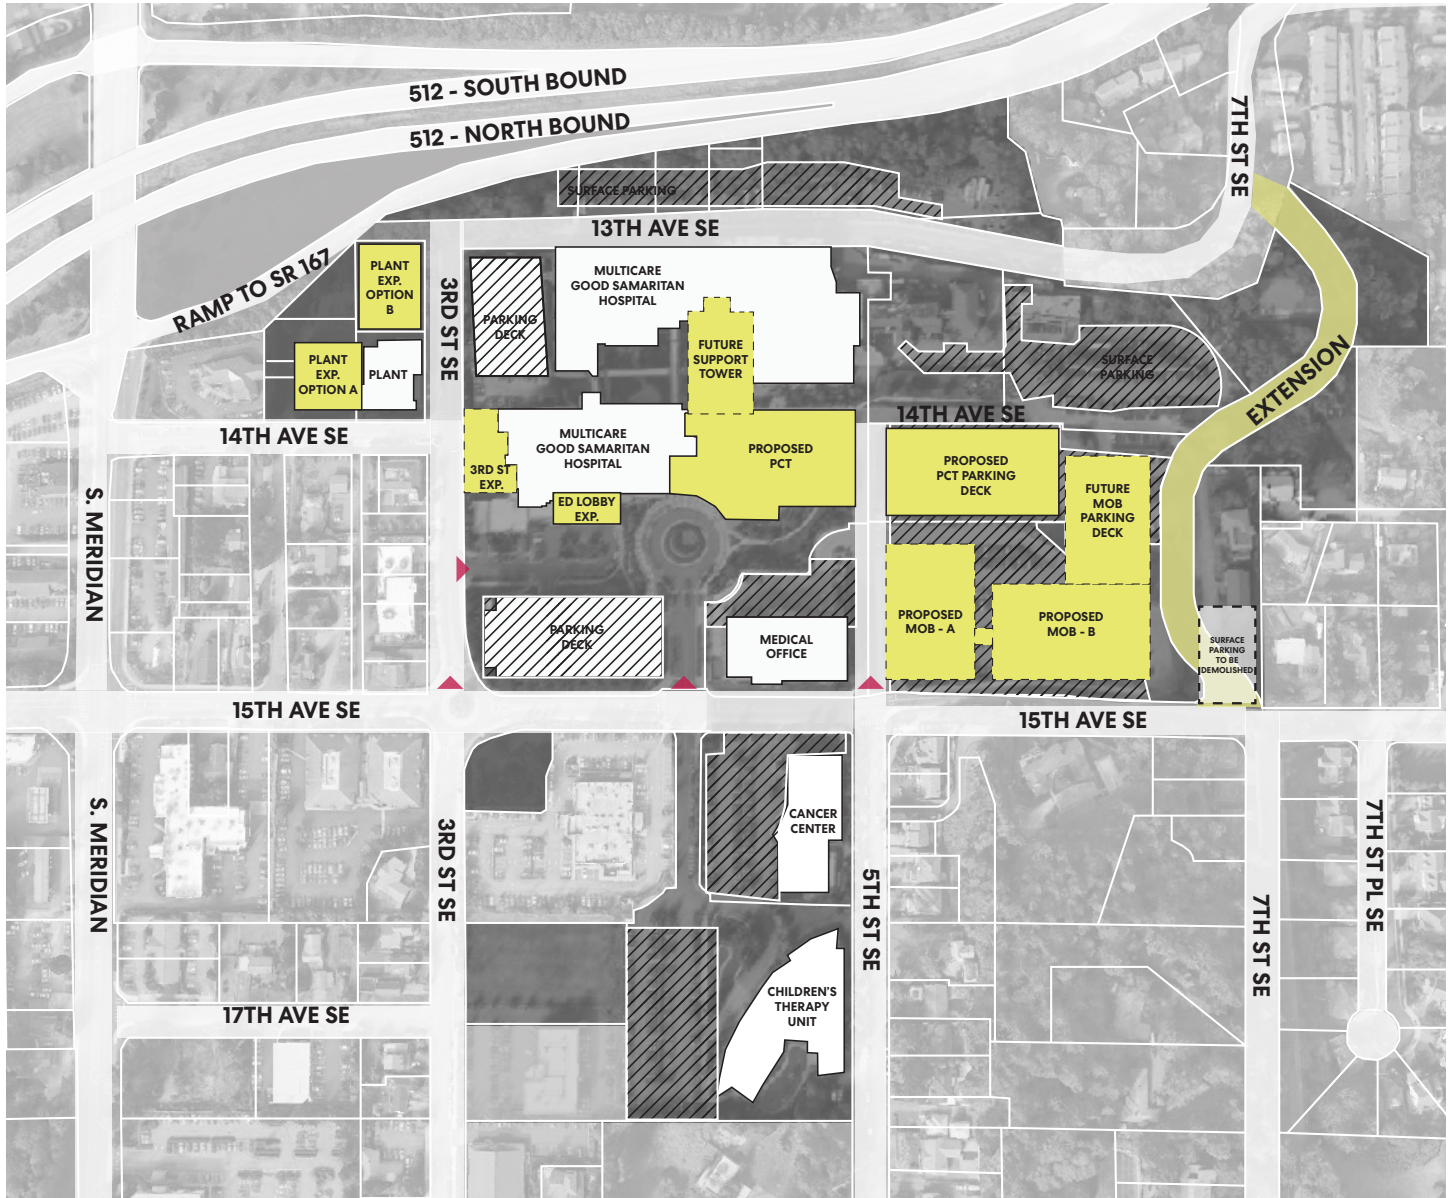 512 - SOUTH BOUND
512 - NORTH BOUND
7TH ST SE
SURFACE PARKING
13TH AVE SE
RAMP TO SR 167
PLANT
EXP.
OPTION
B
3RD ST SE
PARKING
DECK
MULTICARE
GOOD SAMARITAN
HOSPITAL
FUTURE
SUPPORT
TOWER
PLANT
EXP.
OPTION A
PLANT
SURFACE
PARKING
EXTENSION
14TH AVE SE
14TH AVE SE
MULTICARE
GOOD SAMARITAN
HOSPITAL
PROPOSED
PCT
3RD ST
EXP.
ED LOBBY
EXP.
PROPOSED
PCT PARKING
DECK
FUTURE
MOB
PARKING
DECK
S. MERIDIAN
PARKING
DECK
MEDICAL
OFFICE
PROPOSED
MOB - A
PROPOSED
MOB - B
SURFACE
PARKING
TO BE
DEMOLISHED
15TH AVE SE
15TH AVE SE
S. MERIDIAN
3RD ST SE
CANCER
CENTER
5TH ST SE
7TH ST SE
7TH ST PL SE
CHILDREN'S
THERAPY
UNIT
17TH AVE SE